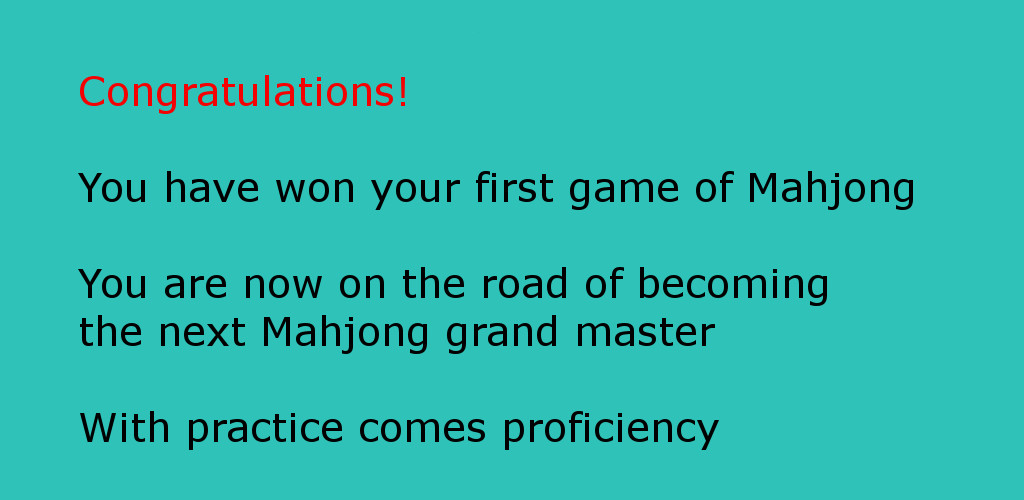 Congratulations!
You have won your first game of Mahjong
You are now on the road of becoming
the next Mahjong grand master
With practice comes proficiency